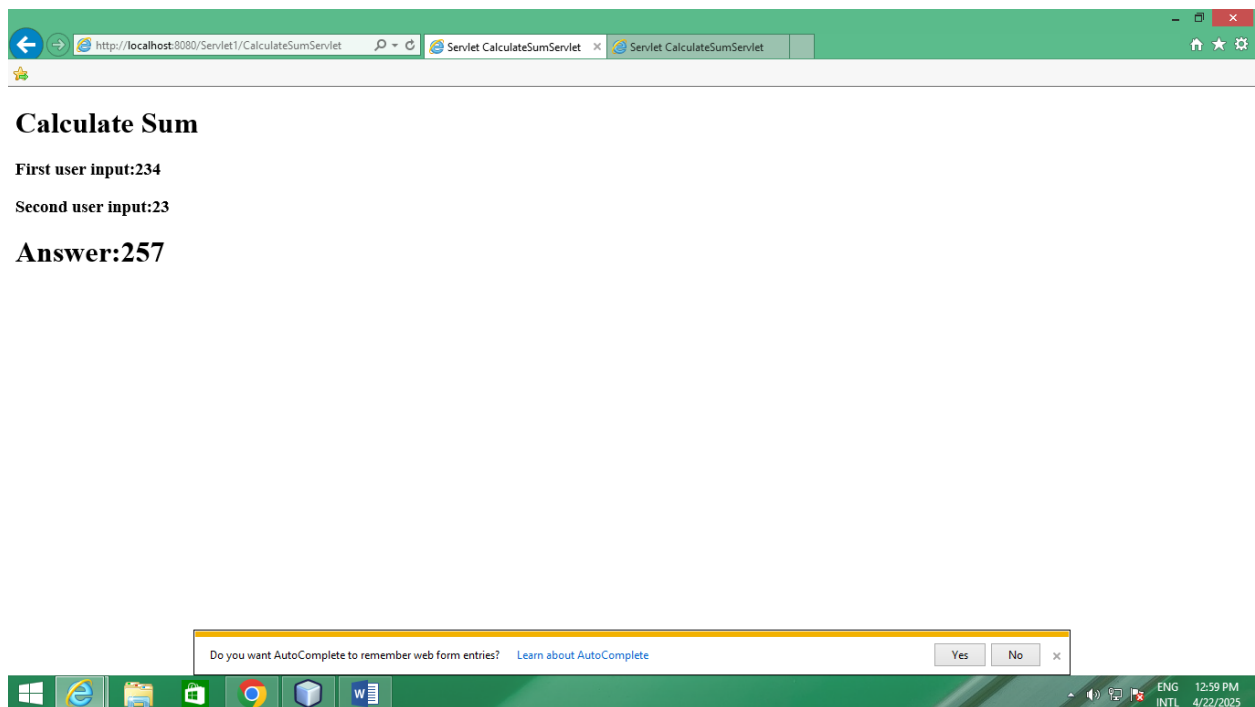 http://localhost:8080/Servlet1/CalculateSumServlet
Servlet CalculateSumServlet
Servlet CalculateSumServlet
Calculate Sum
First user input:234
Second user input:23
Answer:257
Do you want AutoComplete to remember web form entries? Learn about AutoComplete Yes No
W
ENG 12:59 PM
INTL 4/22/2025